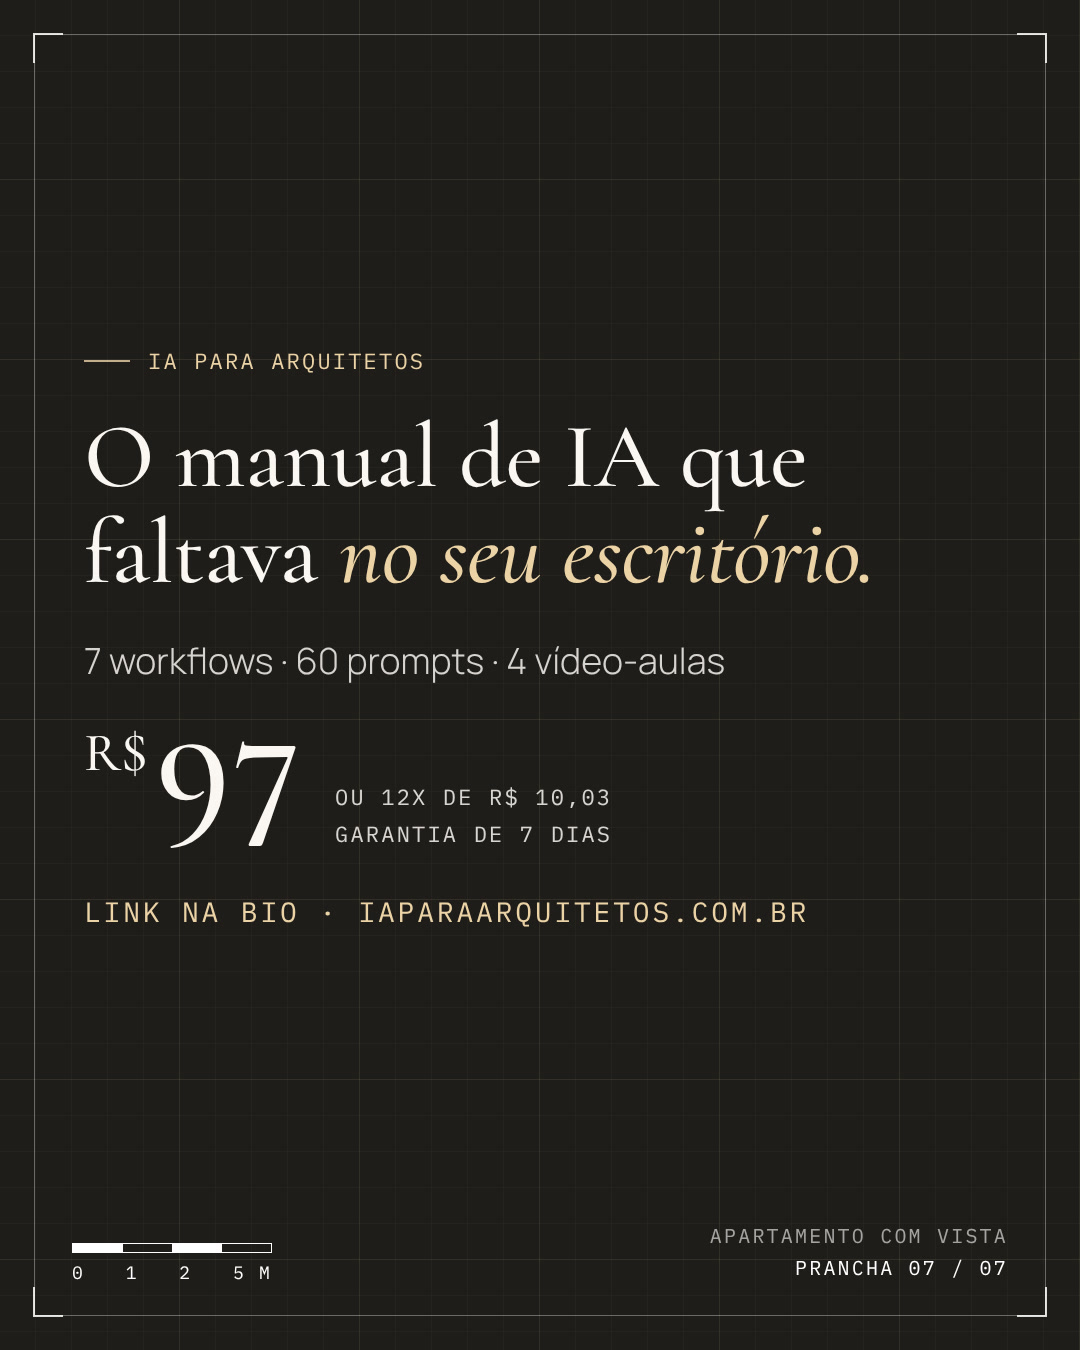 IA PARA ARQUITETOS
O manual de IA que
faltava no seu escritório.
7 workflows · 60 prompts · 4 vídeo-aulas
R$ 97
OU 12X DE R$ 10,03
GARANTIA DE 7 DIAS
LINK NA BIO · IAPARAARQUITETOS.COM.BR
0 1 2 5 M
APARTAMENTO COM VISTA
PRANCHA 07 / 07